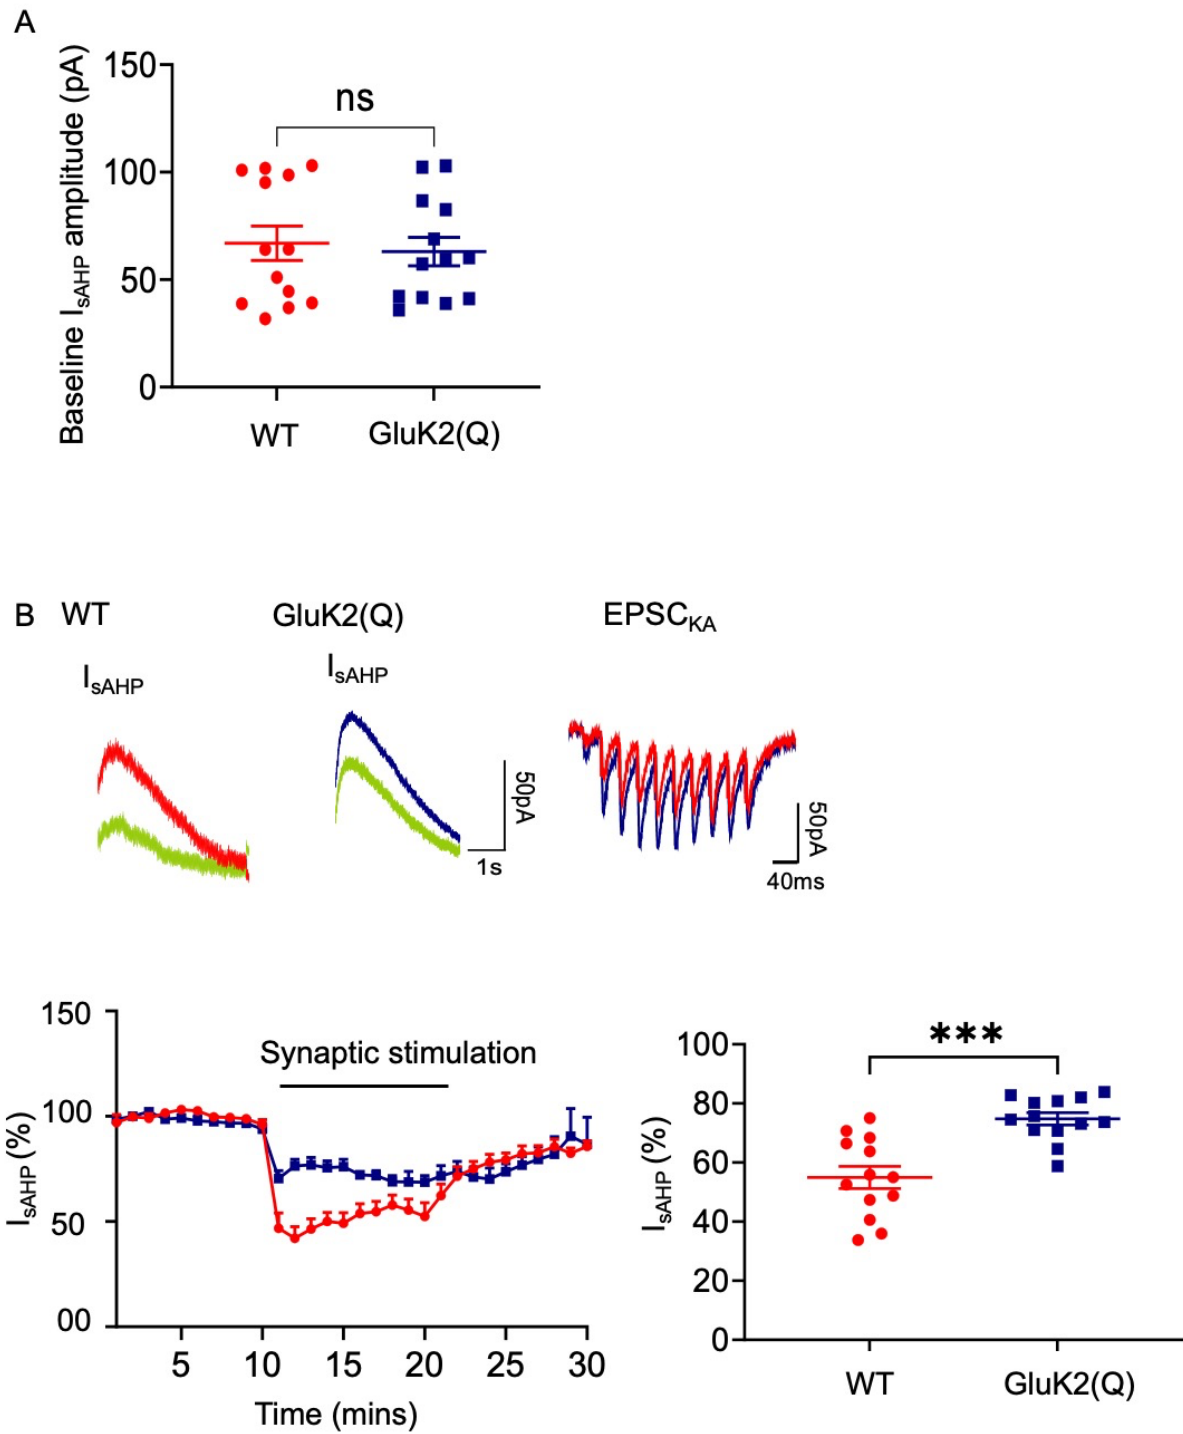 A
Baseline IsAHP amplitude (pA)
150
100
50
0
ns
WT
GluK2(Q)
B WT
GluK2(Q)
EPSCKA
IsAHP
IsAHP
50pA
1s
50pA
40ms
IsAHP (%)
150
100
50
00
Synaptic stimulation
5 10 15 20 25 30
Time (mins)
IsAHP (%)
100
80
60
40
20
0
***
WT
GluK2(Q)